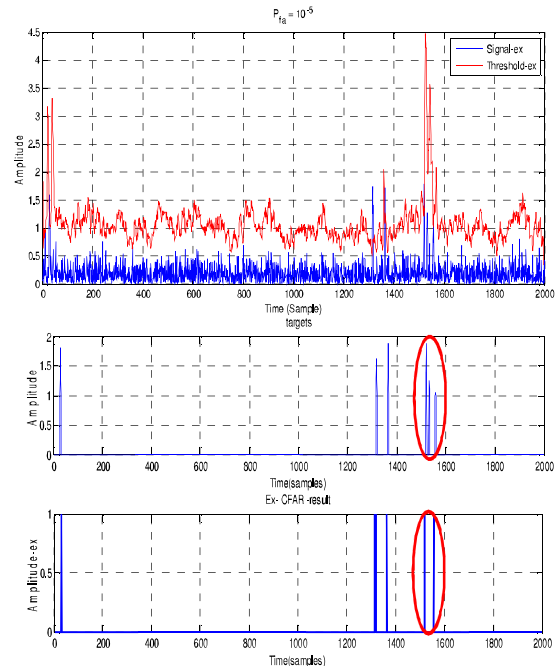 P_fa = 10^-5
4.5
4
3.5
3
2.5
2
1.5
1
0.5
0
Amplitude
Signal-ex
Threshold-ex
0 200 400 600 800 1000 1200 1400 1600 1800 2000
Time (Sample)
targets
2
1.5
1
0.5
0
Amplitude
0 200 400 600 800 1000 1200 1400 1600 1800 2000
Time(samples)
Ex- CFAR -result
1
0.5
0
Amplitude-ex
0 200 400 600 800 1000 1200 1400 1600 1800 2000
Time(samples)